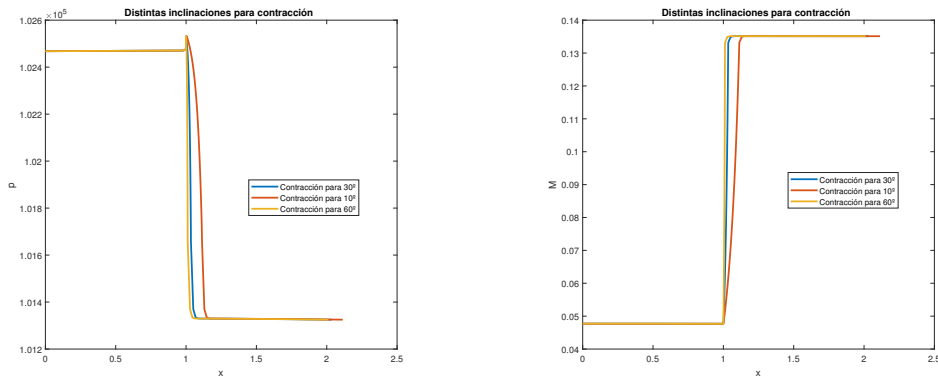 Distintas inclinaciones para contracción
×10⁵
1.026
1.024
1.022
1.02
1.018
1.016
1.014
1.012
p
0
0.5
1
1.5
2
2.5
x
Contracción para 30º
Contracción para 10º
Contracción para 60º
Distintas inclinaciones para contracción
0.14
0.13
0.12
0.11
0.1
0.09
0.08
0.07
0.06
0.05
0.04
M
0
0.5
1
1.5
2
2.5
x
Contracción para 30º
Contracción para 10º
Contracción para 60º